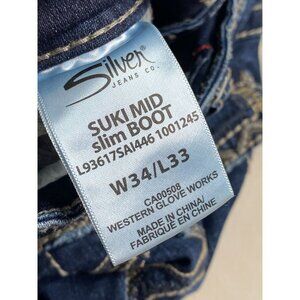 Silver
JEANS CO.
SUKI MID
slim BOOT
L93617SAI446 1001245
W34/L33
CA00508
WESTERN GLOVE WORKS
MADE IN CHINA/
FABRIQUE EN CHINE